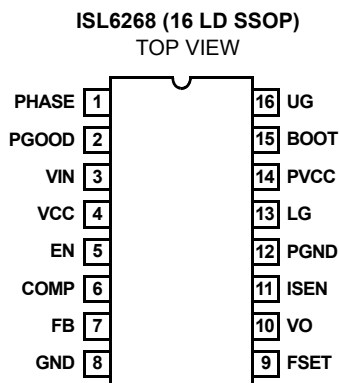 ISL6268 (16 LD SSOP)
TOP VIEW
PHASE 1 16 UG
PGOOD 2 15 BOOT
VIN 3 14 PVCC
VCC 4 13 LG
EN 5 12 PGND
COMP 6 11 ISEN
FB 7 10 VO
GND 8 9 FSET